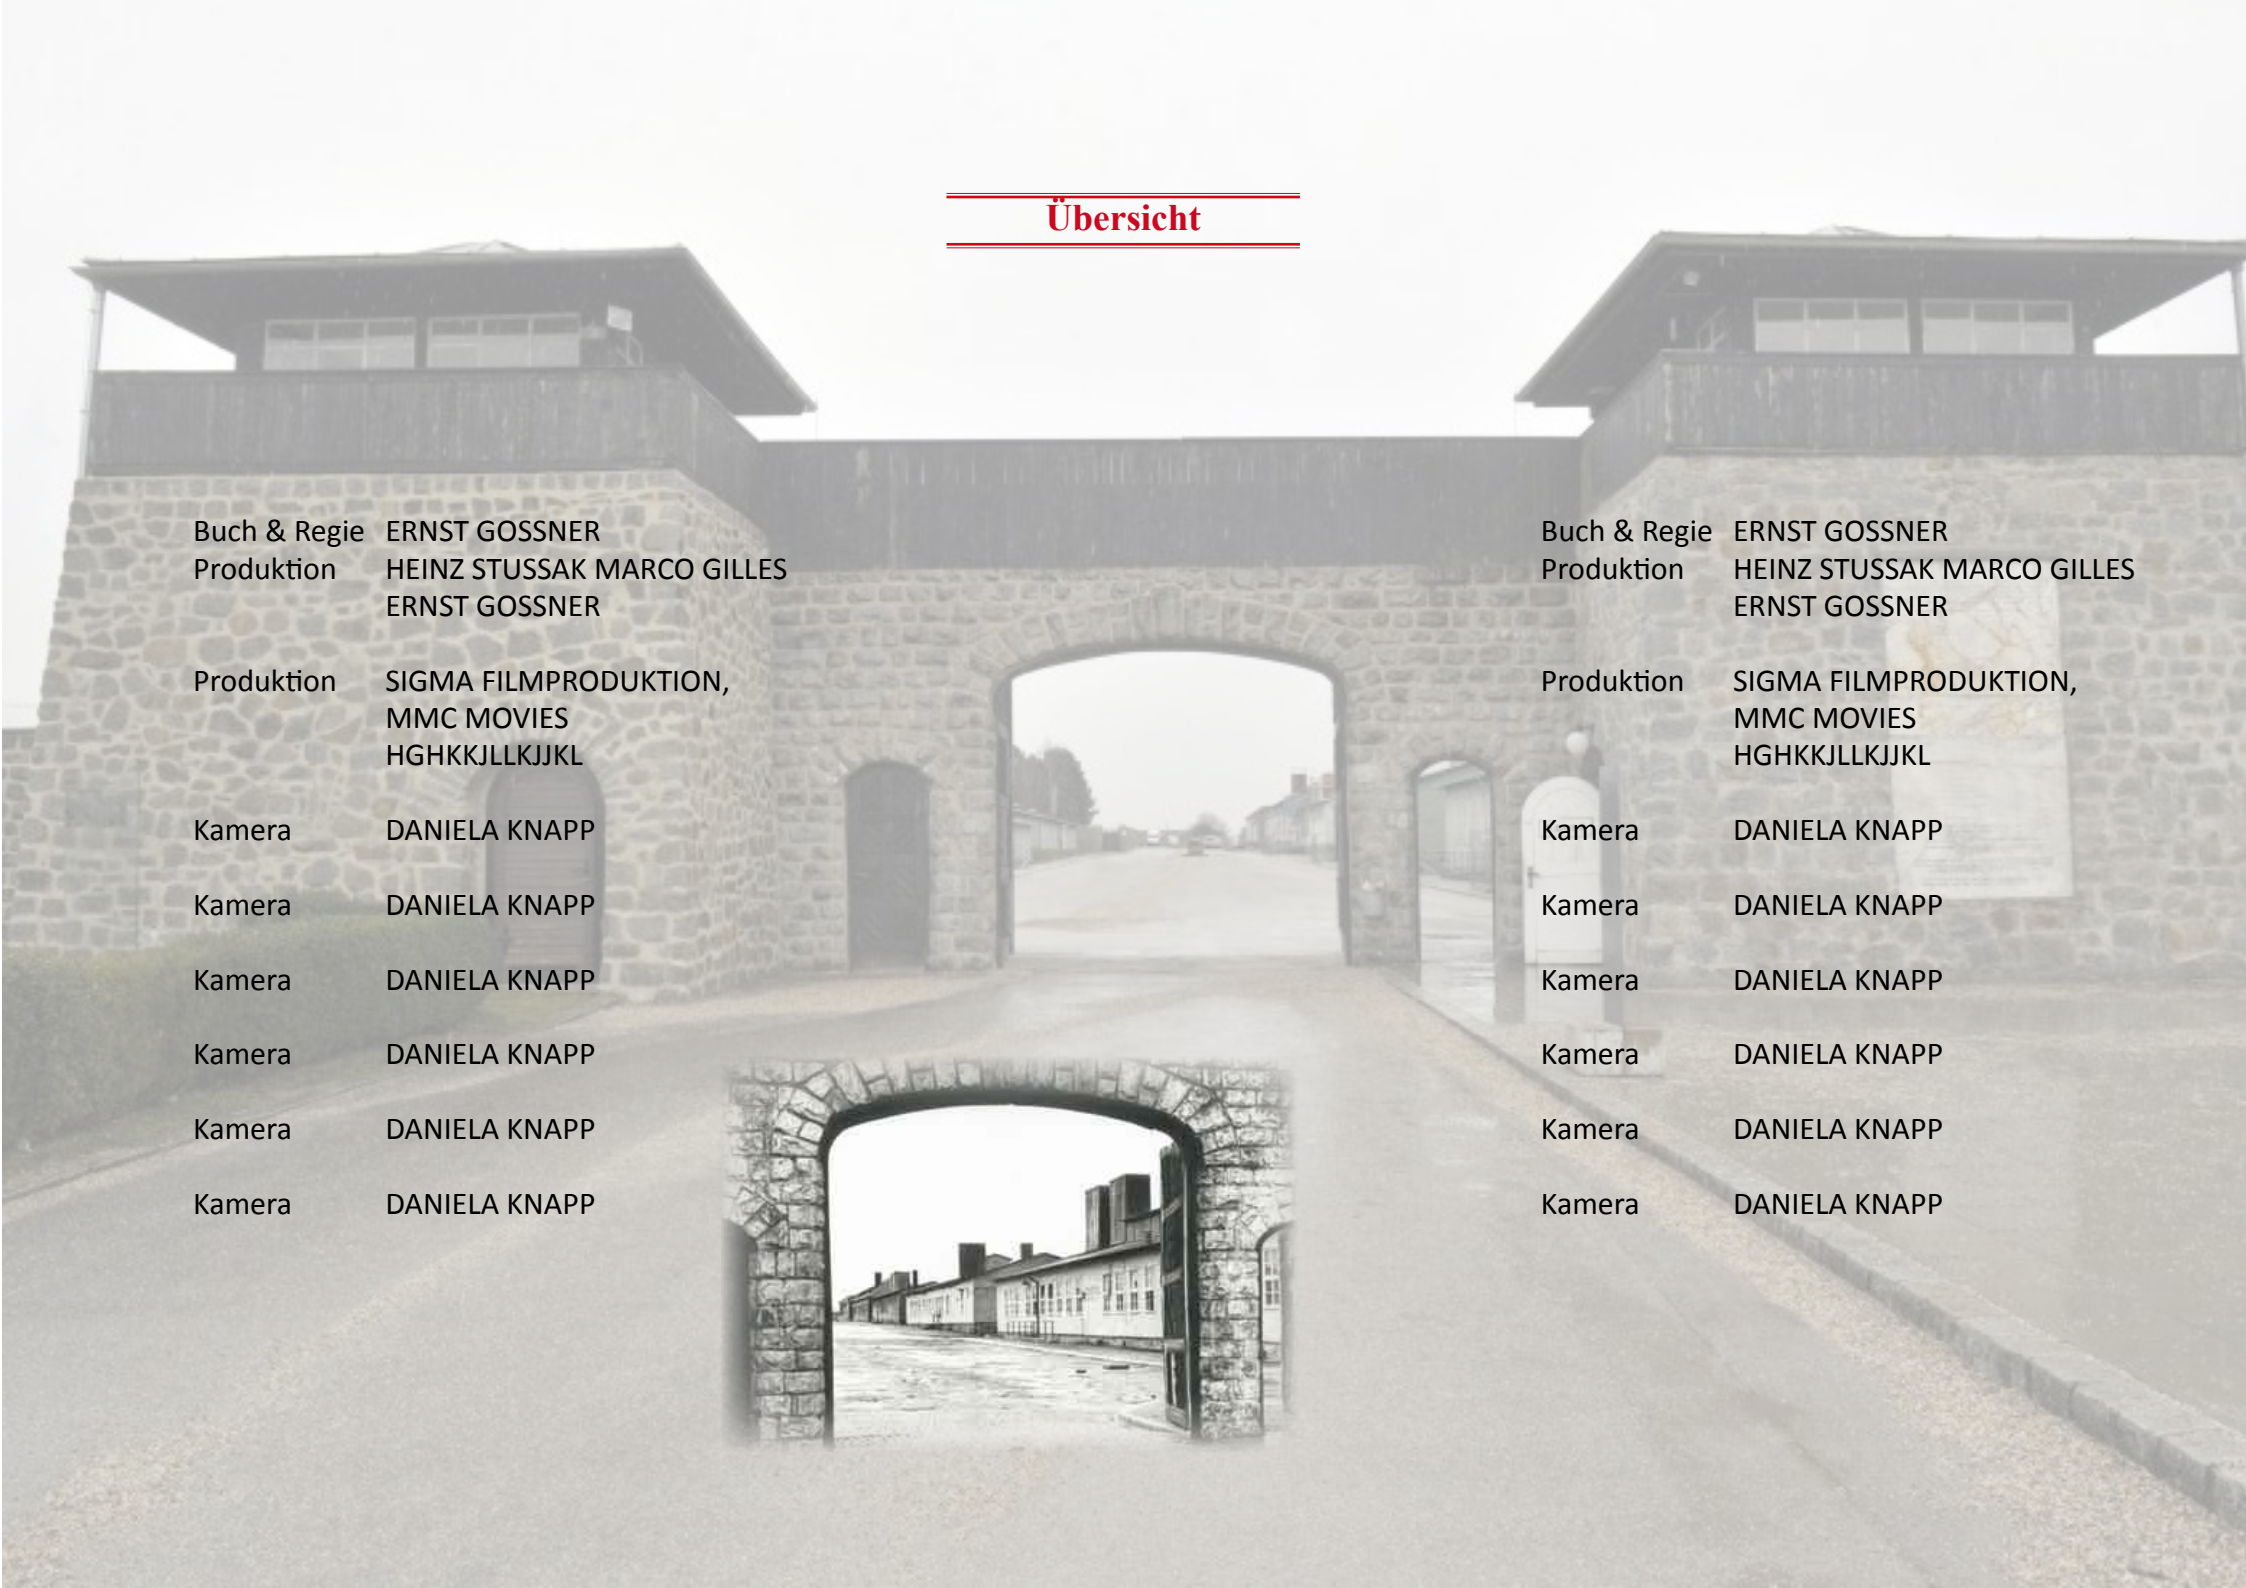 Übersicht
Buch & Regie ERNST GOSSNER
Produktion HEINZ STUSSAK MARCO GILLES
ERNST GOSSNER
Produktion SIGMA FILMPRODUKTION,
MMC MOVIES
HGHKKJLLKJJKL
Kamera DANIELA KNAPP
Kamera DANIELA KNAPP
Kamera DANIELA KNAPP
Kamera DANIELA KNAPP
Kamera DANIELA KNAPP
Kamera DANIELA KNAPP
Buch & Regie ERNST GOSSNER
Produktion HEINZ STUSSAK MARCO GILLES
ERNST GOSSNER
Produktion SIGMA FILMPRODUKTION,
MMC MOVIES
HGHKKJLLKJJKL
Kamera DANIELA KNAPP
Kamera DANIELA KNAPP
Kamera DANIELA KNAPP
Kamera DANIELA KNAPP
Kamera DANIELA KNAPP
Kamera DANIELA KNAPP